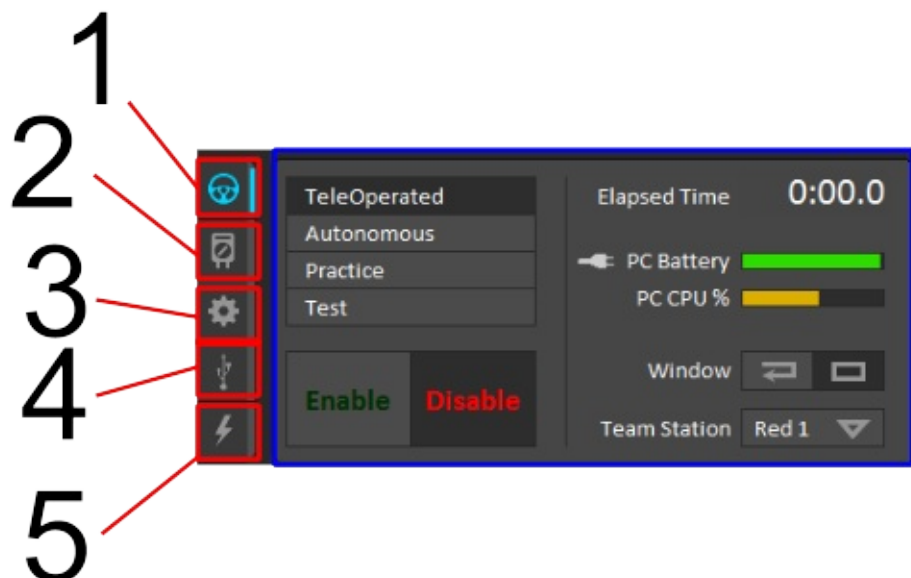 1
2
3
4
5
TeleOperated
Autonomous
Practice
Test
Enable Disable
Elapsed Time 0:00.0
PC Battery
PC CPU %
Window
Team Station Red 1